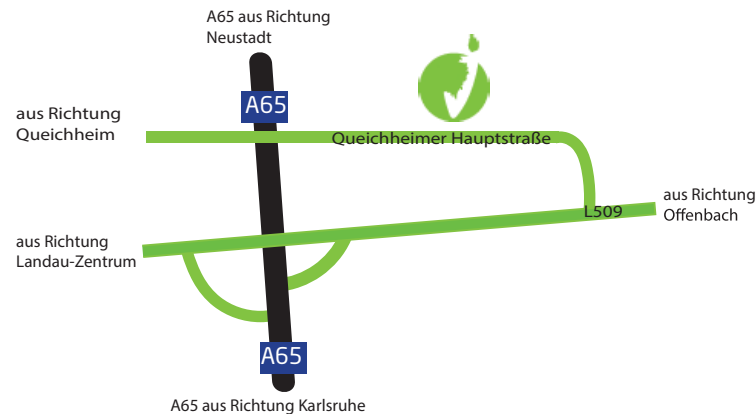 A65 aus Richtung
Neustadt
A65
aus Richtung
Queichheim
Queichheimer Hauptstraße
aus Richtung
Offenbach
L509
aus Richtung
Landau-Zentrum
A65
A65 aus Richtung Karlsruhe